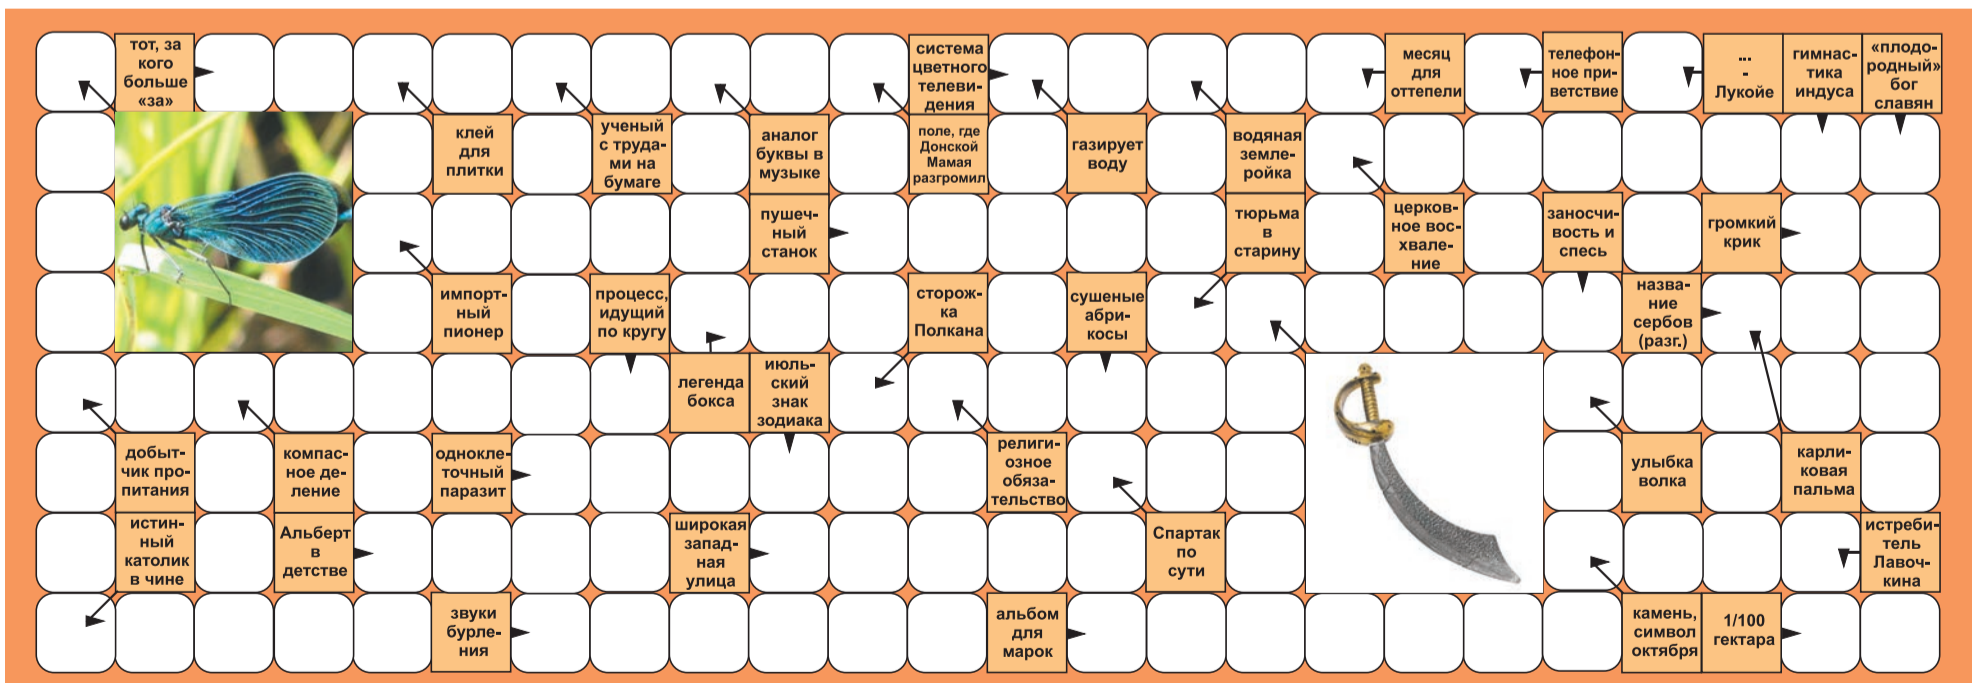 тот, за
кого
больше
«за»
система
цветного
телеви-
дения
месяц
для
оттепели
телефон-
ное при-
ветствие
...
-
Лукойе
гимнас-
тика
индуса
«плодо-
родный»
бог
славян
клей
для
плитки
ученый
с труда-
ми на
бумаге
аналог
буквы в
музыке
поле, где
Донской
Мамая
разгромил
газирует
воду
водяная
земле-
ройка
пушеч-
ный
станок
тюрьма
в
старину
церков-
ное вос-
хвале-
ние
заносчи-
вость и
спесь
громкий
крик
импорт-
ный
пионер
процесс,
идущий
по кругу
сторож-
ка
Полкана
сушеные
абри-
косы
назва-
ние
сербов
(разг.)
легенда
бокса
июль-
ский
знак
зодиака
добыт-
чик про-
питания
компас-
ное де-
ление
однокле-
точный
паразит
религи-
озное
обяза-
тельство
улыбка
волка
карли-
ковая
пальма
истин-
ный
католик
в чине
Альберт
в
детстве
широкая
запад-
ная
улица
Спартак
по
сути
истреби-
тель
Лавоч-
кина
звуки
бурле-
ния
альбом
для
марок
камень,
символ
октября
1/100
гектара